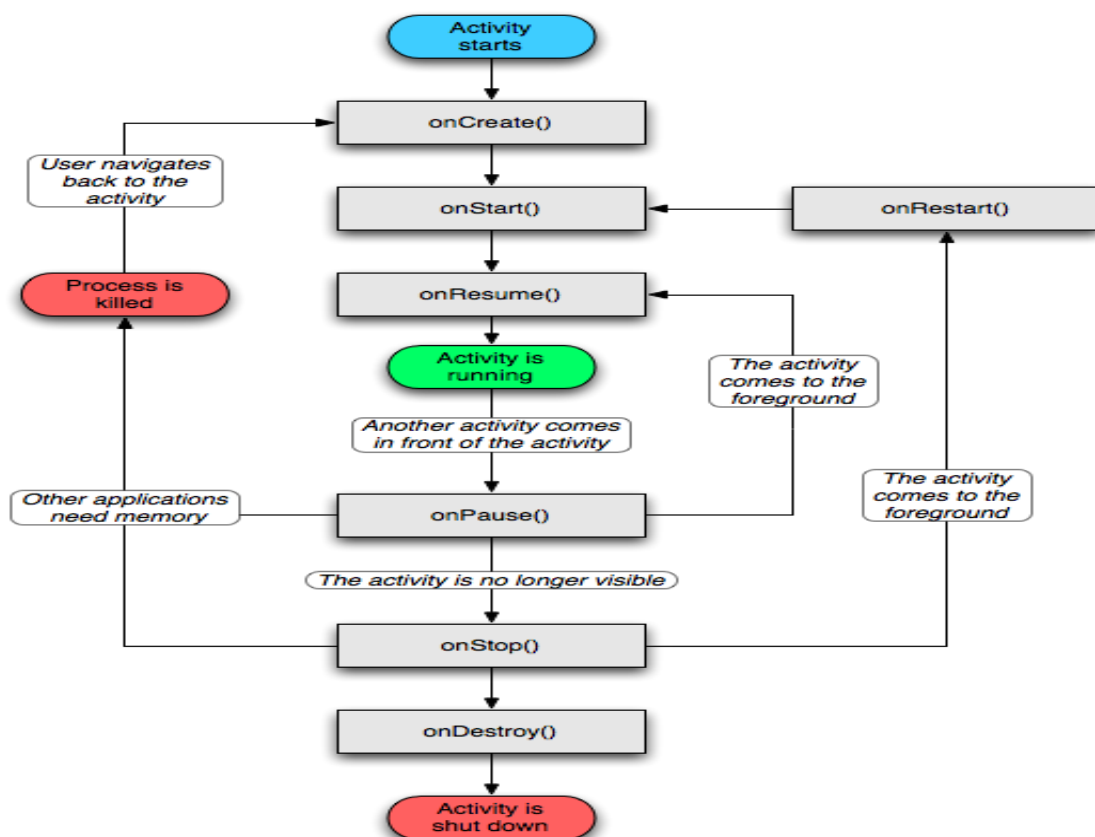 Activity
starts
onCreate()
User navigates
back to the
activity
onStart()
onRestart()
Process is
killed
onResume()
Activity is
running
The activity
comes to the
foreground
Another activity comes
in front of the activity
Other applications
need memory
The activity
comes to the
foreground
onPause()
The activity is no longer visible
onStop()
onDestroy()
Activity is
shut down